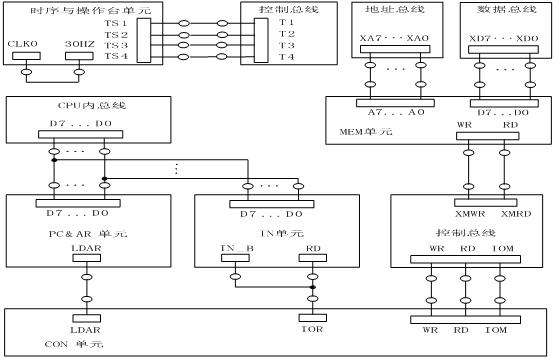 时序与操作台单元
CLK0 30HZ
TS1
TS2
TS3
TS4
控制总线
T1
T2
T3
T4
地址总线
XA7···XA0
数据总线
XD7···XD0
A7...A0
D7...D0
MEM单元
WR RD
CPU内总线
D7...D0
...
...
...
...
D7...D0
PC&AR 单元
LDAR
...
D7...D0
IN单元
IN_B RD
XMWR XMRD
控制总线
WR RD IOM
LDAR
CON 单元
IOR
WR RD IOM